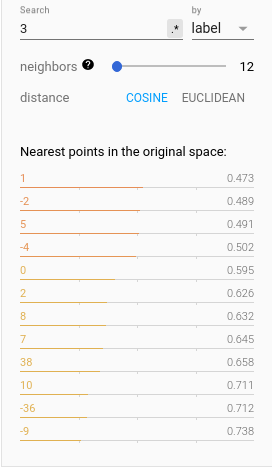 Search by
3 .* label
neighbors ? 12
distance COSINE EUCLIDEAN
Nearest points in the original space:
1 0.473
-2 0.489
5 0.491
-4 0.502
0 0.595
2 0.626
8 0.632
7 0.645
38 0.658
10 0.711
-36 0.712
-9 0.738